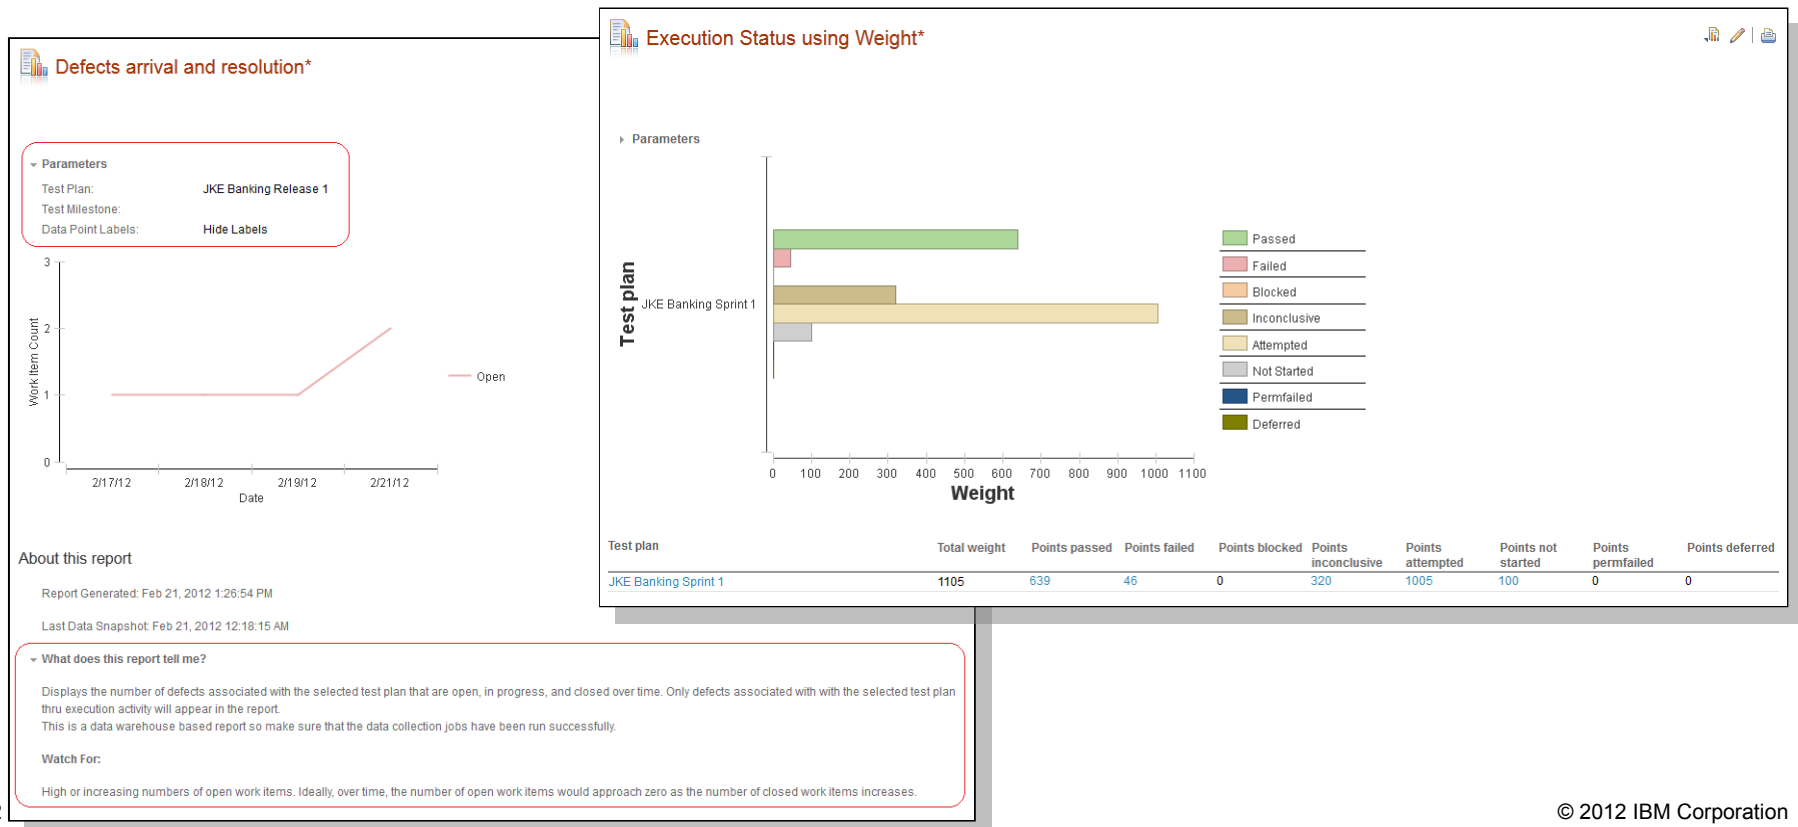 Defects arrival and resolution*
Parameters
Test Plan: JKE Banking Release 1
Test Milestone:
Data Point Labels: Hide Labels
3
2
1
0
Work Item Count
2/17/12 2/18/12 2/19/12 2/21/12
Date
Open
About this report
Report Generated: Feb 21, 2012 1:26:54 PM
Last Data Snapshot: Feb 21, 2012 12:18:15 AM
What does this report tell me?
Displays the number of defects associated with the selected test plan that are open, in progress, and closed over time. Only defects associated with with the selected test plan
thru execution activity will appear in the report.
This is a data warehouse based report so make sure that the data collection jobs have been run successfully.
Watch For:
High or increasing numbers of open work items. Ideally, over time, the number of open work items would approach zero as the number of closed work items increases.
Execution Status using Weight*
Parameters
Test plan
JKE Banking Sprint 1
Passed
Failed
Blocked
Inconclusive
Attempted
Not Started
Permfailed
Deferred
0 100 200 300 400 500 600 700 800 900 1000 1100
Weight
Test plan Total weight Points passed Points failed Points blocked Points inconclusive Points attempted Points not started Points permfailed Points deferred
JKE Banking Sprint 1 1105 639 46 0 320 1005 100 0 0
© 2012 IBM Corporation